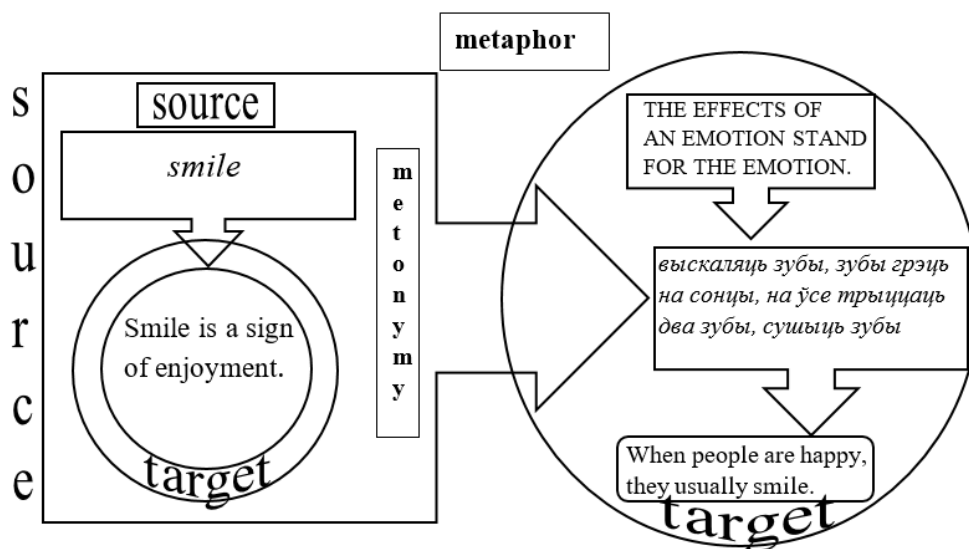 metaphor
source
source
smile
metonymy
Smile is a sign
of enjoyment.
target
THE EFFECTS OF
AN EMOTION STAND
FOR THE EMOTION.
выскаляць зубы, зубы грэць
на сонцы, на ўсе трыццаць
два зубы, сушыць зубы
When people are happy,
they usually smile.
target